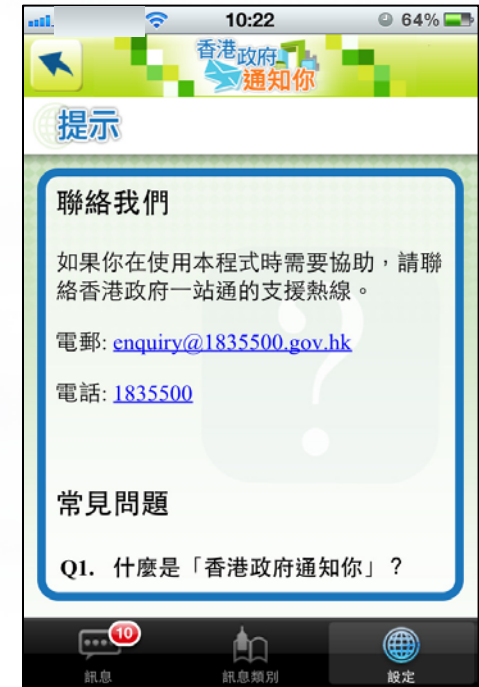 10:22
64%
香港政府
通知你
提示
聯絡我們
如果你在使用本程式時需要協助，請聯
絡香港政府一站通的支援熱線。
電郵: enquiry@1835500.gov.hk
電話: 1835500
常見問題
Q1. 什麼是「香港政府通知你」？
10
訊息
訊息類別
設定